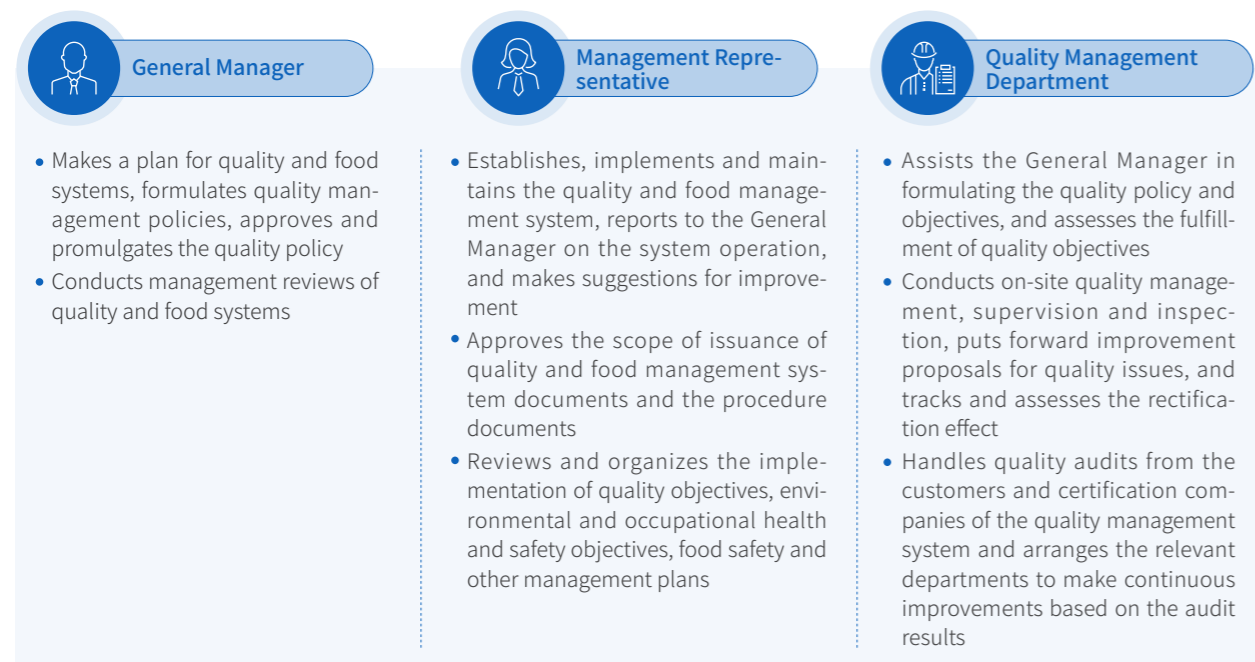 General Manager
• Makes a plan for quality and food
systems, formulates quality man-
agement policies, approves and
promulgates the quality policy
• Conducts management reviews of
quality and food systems
Management Repre-
sentative
• Establishes, implements and main-
tains the quality and food manage-
ment system, reports to the General
Manager on the system operation,
and makes suggestions for improve-
ment
• Approves the scope of issuance of
quality and food management sys-
tem documents and the procedure
documents
• Reviews and organizes the imple-
mentation of quality objectives, envi-
ronmental and occupational health
and safety objectives, food safety and
other management plans
Quality Management
Department
• Assists the General Manager in
formulating the quality policy and
objectives, and assesses the fulfill-
ment of quality objectives
• Conducts on-site quality manage-
ment, supervision and inspec-
tion, puts forward improvement
proposals for quality issues, and
tracks and assesses the rectifica-
tion effect
• Handles quality audits from the
customers and certification com-
panies of the quality management
system and arranges the relevant
departments to make continuous
improvements based on the audit
results